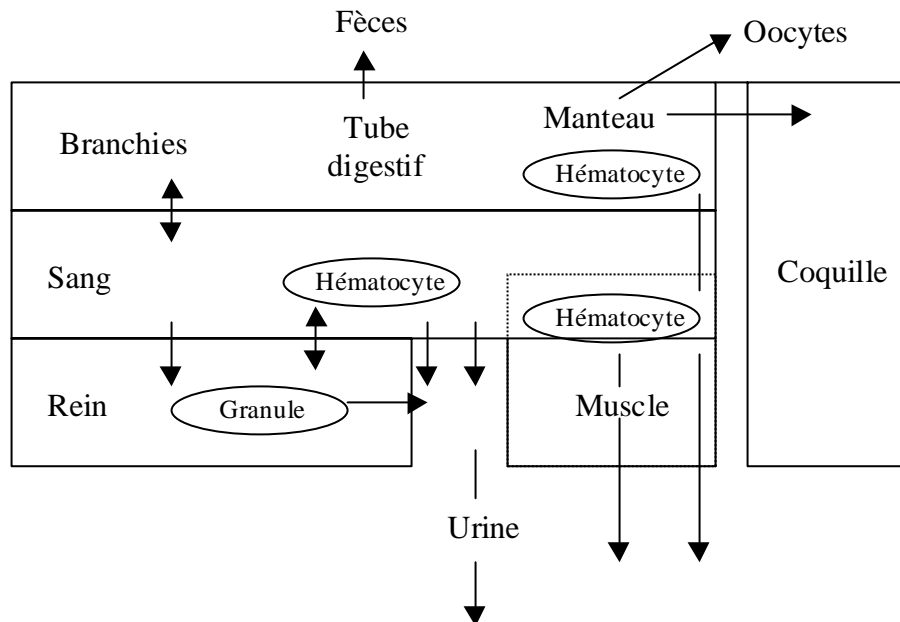 Fèces
Oocytes
Manteau
Tube
digestif
Branchies
Hématocyte
Sang
Hématocyte
Coquille
Hématocyte
Rein
Granule
Muscle
Urine